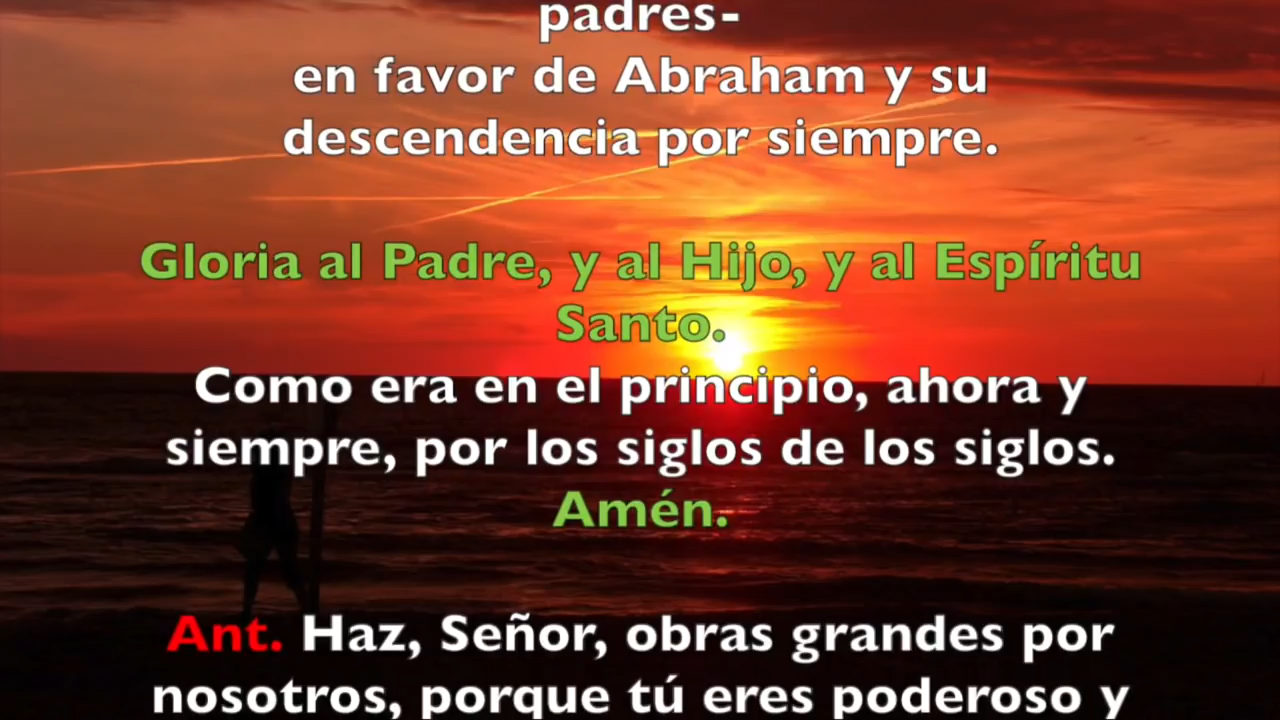 padres-
en favor de Abraham y su
descendencia por siempre.
Gloria al Padre, y al Hijo, y al Espíritu
Santo.
Como era en el principio, ahora y
siempre, por los siglos de los siglos.
Amén.
Ant. Haz, Señor, obras grandes por
nosotros, porque tú eres poderoso y